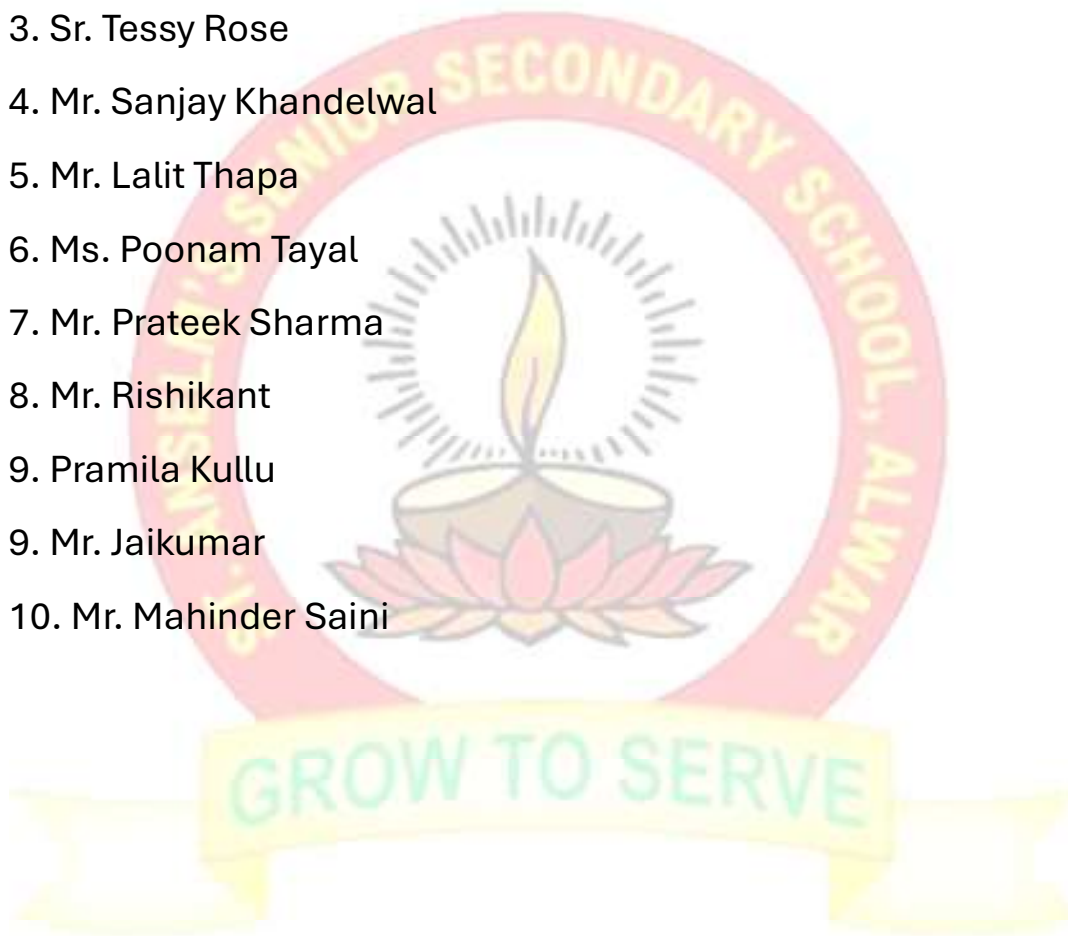 3. Sr. Tessy Rose
4. Mr. Sanjay Khandelwal
5. Mr. Lalit Thapa
6. Ms. Poonam Tayal
7. Mr. Prateek Sharma
8. Mr. Rishikant
9. Pramila Kullu
9. Mr. Jaikumar
10. Mr. Mahinder Saini
ANSELM'S SENIOR SECONDARY SCHOOL, ALWAR
GROW TO SERVE